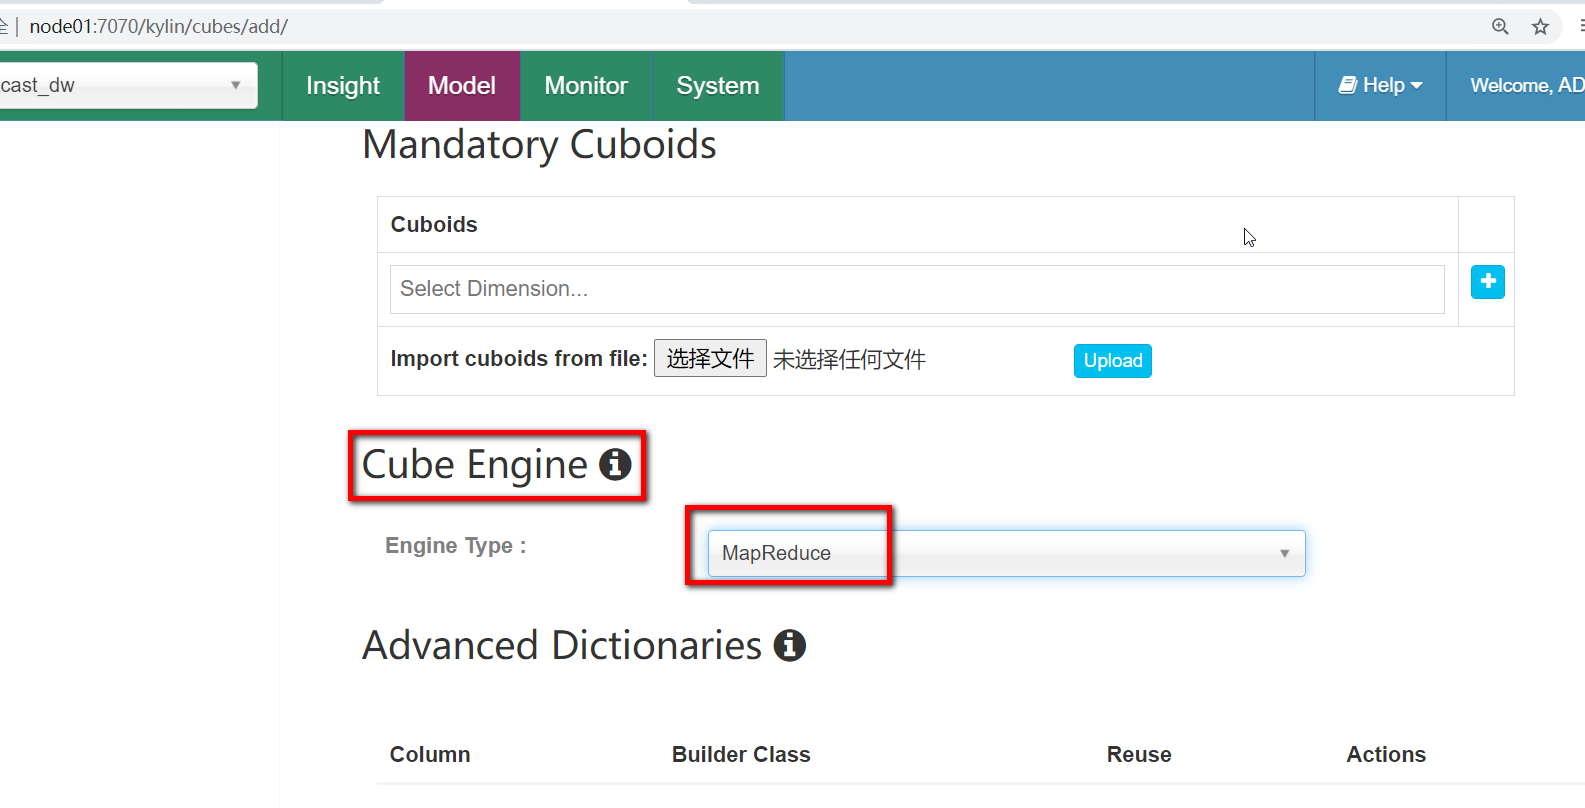 全 | node01:7070/kylin/cubes/add/
cast_dw Insight Model Monitor System Help Welcome, AD
Mandatory Cuboids
Cuboids
Select Dimension...
Import cuboids from file: 选择文件 未选择任何文件 Upload
Cube Engine
Engine Type : MapReduce
Advanced Dictionaries
Column Builder Class Reuse Actions